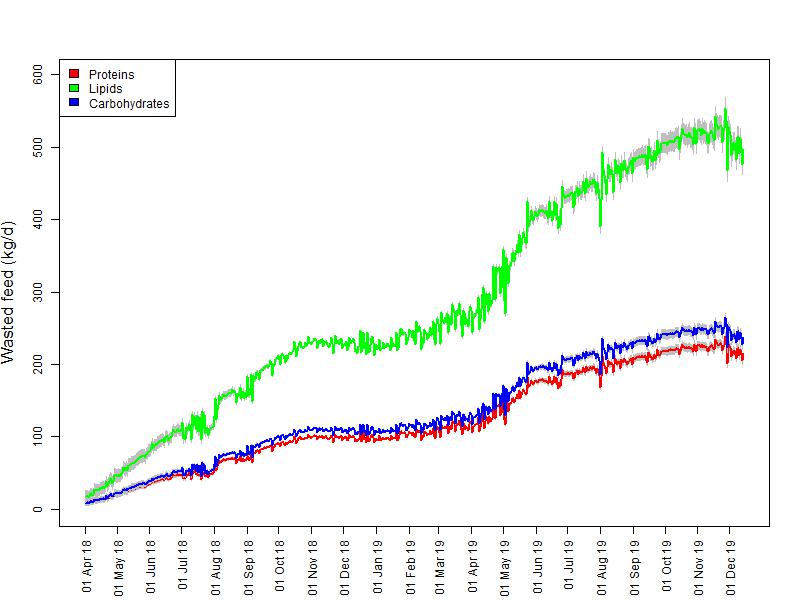 Proteins
Lipids
Carbohydrates
Wasted feed (kg/d)
600
500
400
300
200
100
0
01 Apr 18
01 May 18
01 Jun 18
01 Jul 18
01 Aug 18
01 Sep 18
01 Oct 18
01 Nov 18
01 Dec 18
01 Jan 19
01 Feb 19
01 Mar 19
01 Apr 19
01 May 19
01 Jun 19
01 Jul 19
01 Aug 19
01 Sep 19
01 Oct 19
01 Nov 19
01 Dec 19